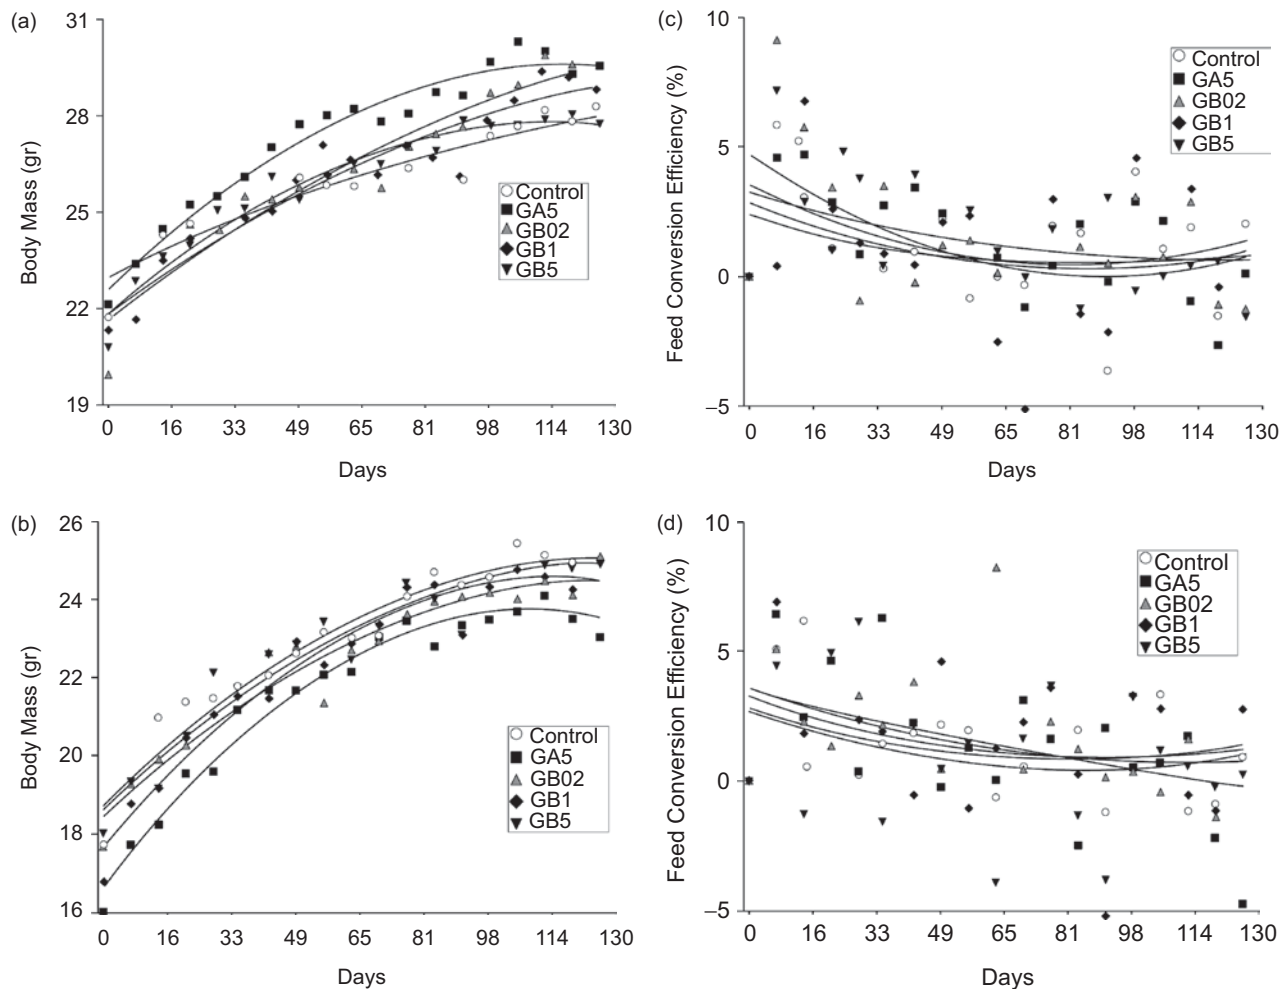 (a)
31
28
25
22
19
Body Mass (gr)
0 16 33 49 65 81 98 114 130
Days
Control
GA5
GB02
GB1
GB5
(c)
10
5
0
–5
Feed Conversion Efficiency (%)
0 16 33 49 65 81 98 114 130
Days
Control
GA5
GB02
GB1
GB5
(b)
26
24
22
20
18
16
Body Mass (gr)
0 16 33 49 65 81 98 114 130
Days
Control
GA5
GB02
GB1
GB5
(d)
10
5
0
–5
Feed Conversion Efficiency (%)
0 16 33 49 65 81 98 114 130
Days
Control
GA5
GB02
GB1
GB5